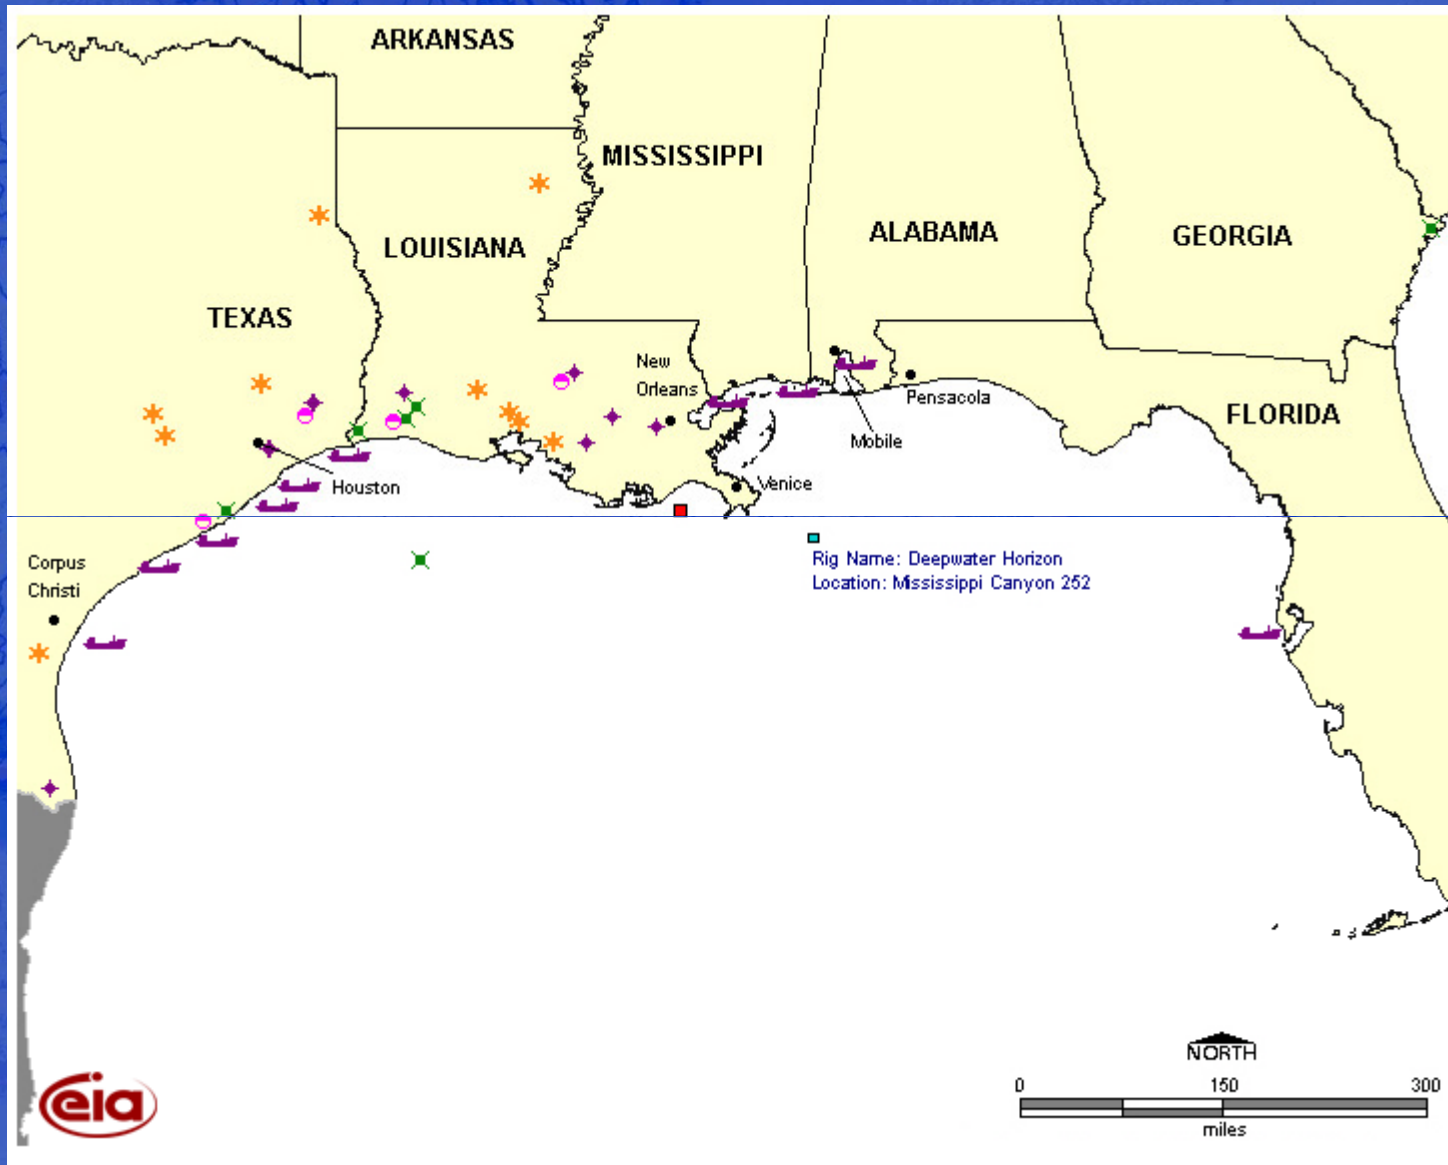 ARKANSAS
MISSISSIPPI
ALABAMA
GEORGIA
LOUISIANA
TEXAS
New
Orleans
Pensacola
FLORIDA
Mobile
Houston
Venice
Corpus
Christi
Rig Name: Deepwater Horizon
Location: Mississippi Canyon 252
NORTH
0 150 300
miles
eia